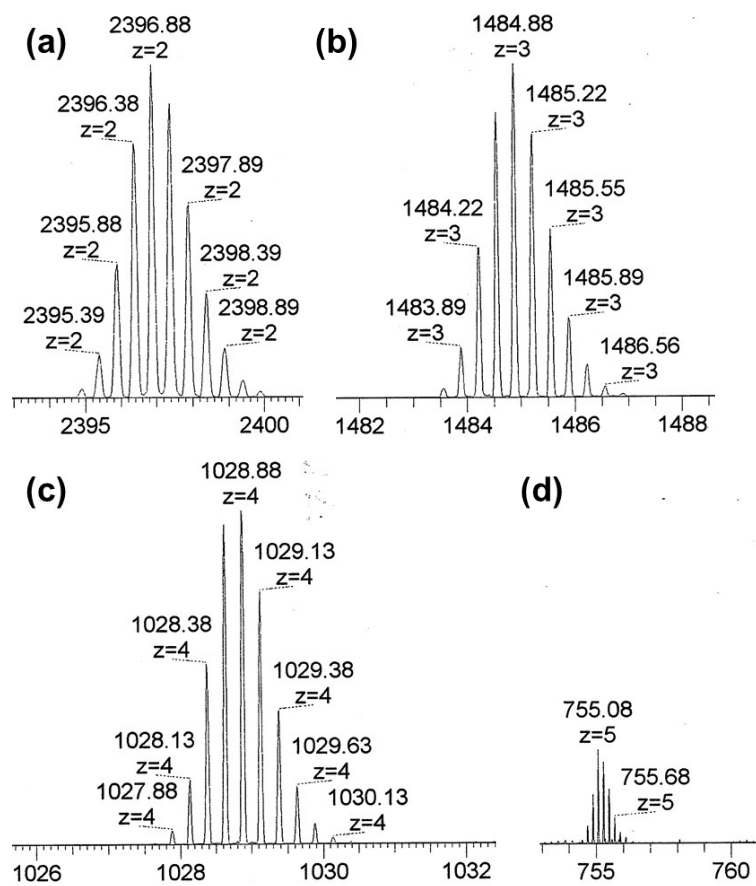 (a)
2396.88
z=2
2396.38
z=2
2397.89
z=2
2395.88
z=2
2398.39
z=2
2395.39
z=2
2398.89
z=2
2395
2400
(b)
1484.88
z=3
1485.22
z=3
1484.22
z=3
1485.55
z=3
1483.89
z=3
1485.89
z=3
1486.56
z=3
1482
1484
1486
1488
(c)
1028.88
z=4
1029.13
z=4
1028.38
z=4
1029.38
z=4
1028.13
z=4
1029.63
z=4
1027.88
z=4
1030.13
z=4
1026
1028
1030
1032
(d)
755.08
z=5
755.68
z=5
755
760